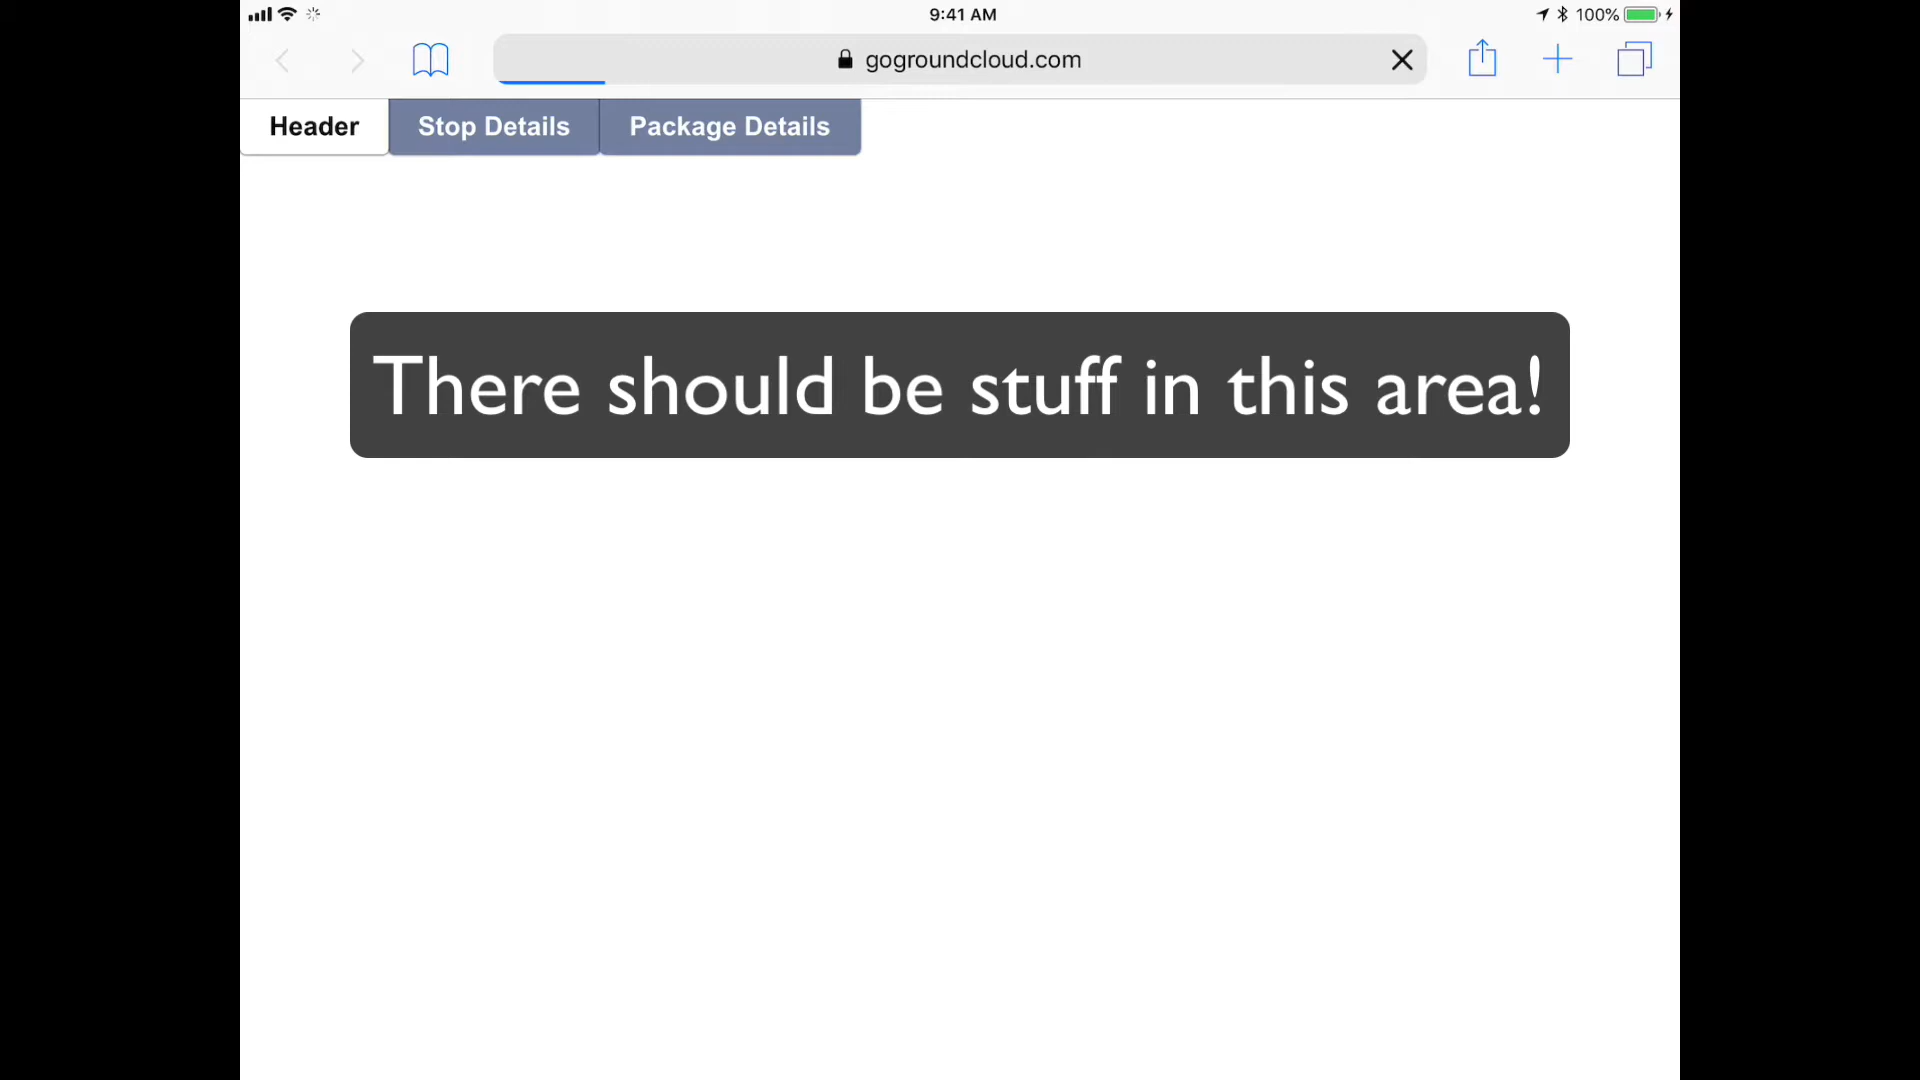 9:41 AM
100%
gogroundcloud.com
Header Stop Details Package Details
There should be stuff in this area!